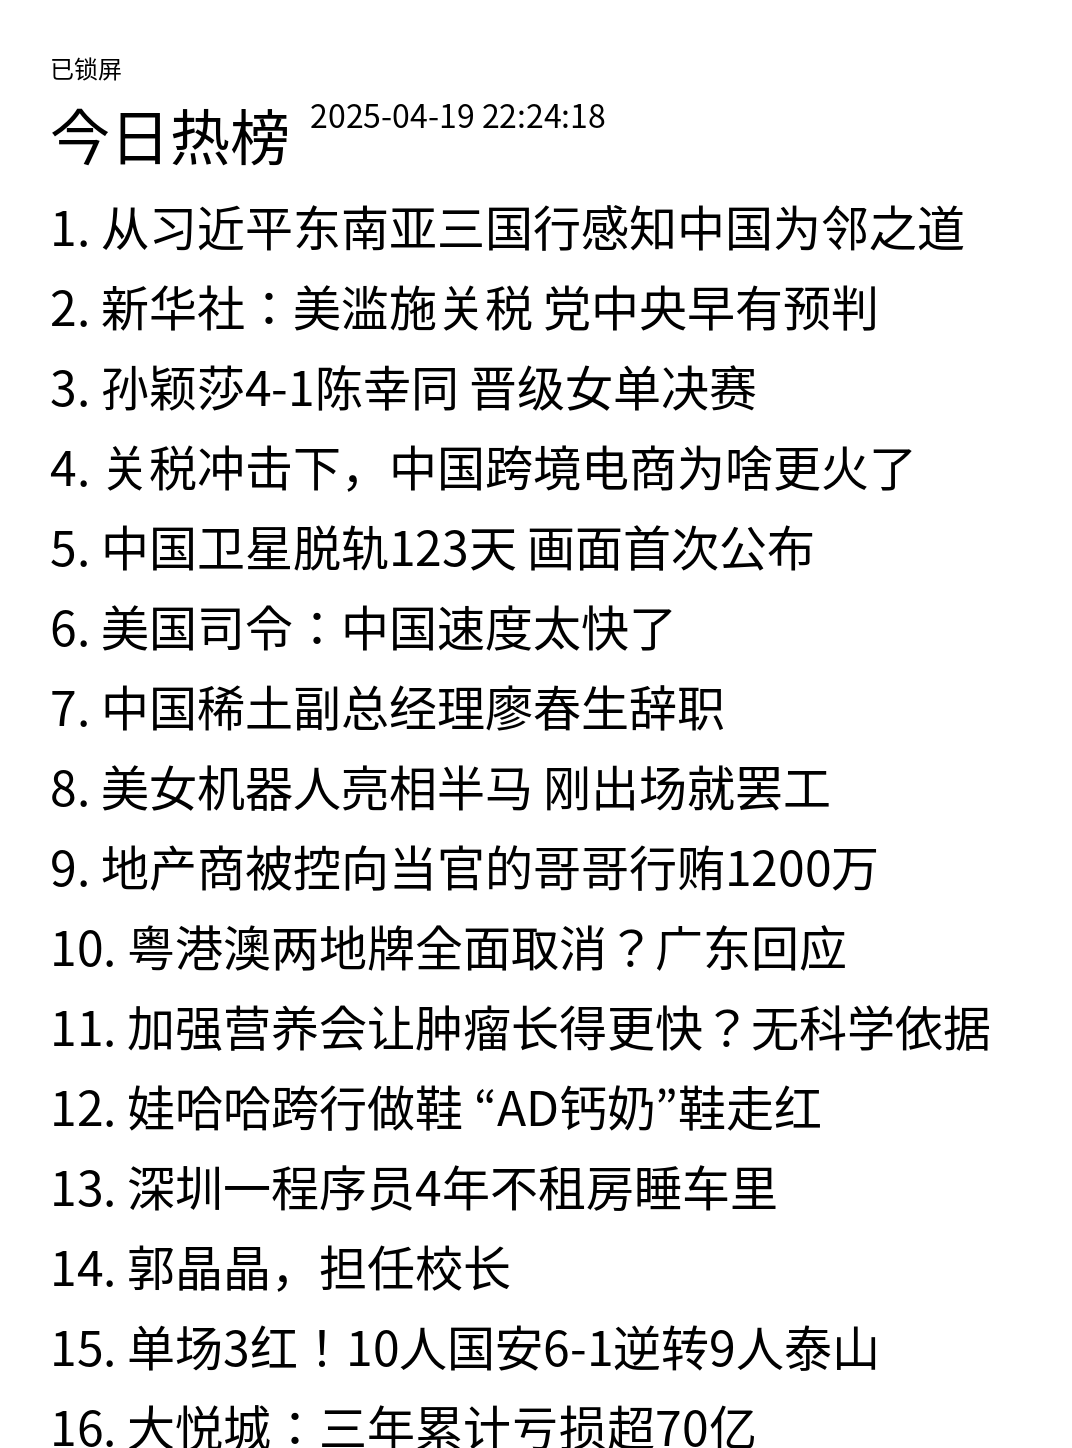 已锁屏
今日热榜 2025-04-19 22:24:18
1. 从习近平东南亚三国行感知中国为邻之道
2. 新华社：美滥施关税 党中央早有预判
3. 孙颖莎4-1陈幸同 晋级女单决赛
4. 关税冲击下，中国跨境电商为啥更火了
5. 中国卫星脱轨123天 画面首次公布
6. 美国司令：中国速度太快了
7. 中国稀土副总经理廖春生辞职
8. 美女机器人亮相半马 刚出场就罢工
9. 地产商被控向当官的哥哥行贿1200万
10. 粤港澳两地牌全面取消？广东回应
11. 加强营养会让肿瘤长得更快？无科学依据
12. 娃哈哈跨行做鞋 “AD钙奶”鞋走红
13. 深圳一程序员4年不租房睡车里
14. 郭晶晶，担任校长
15. 单场3红！10人国安6-1逆转9人泰山
16. 大悦城：三年累计亏损超70亿